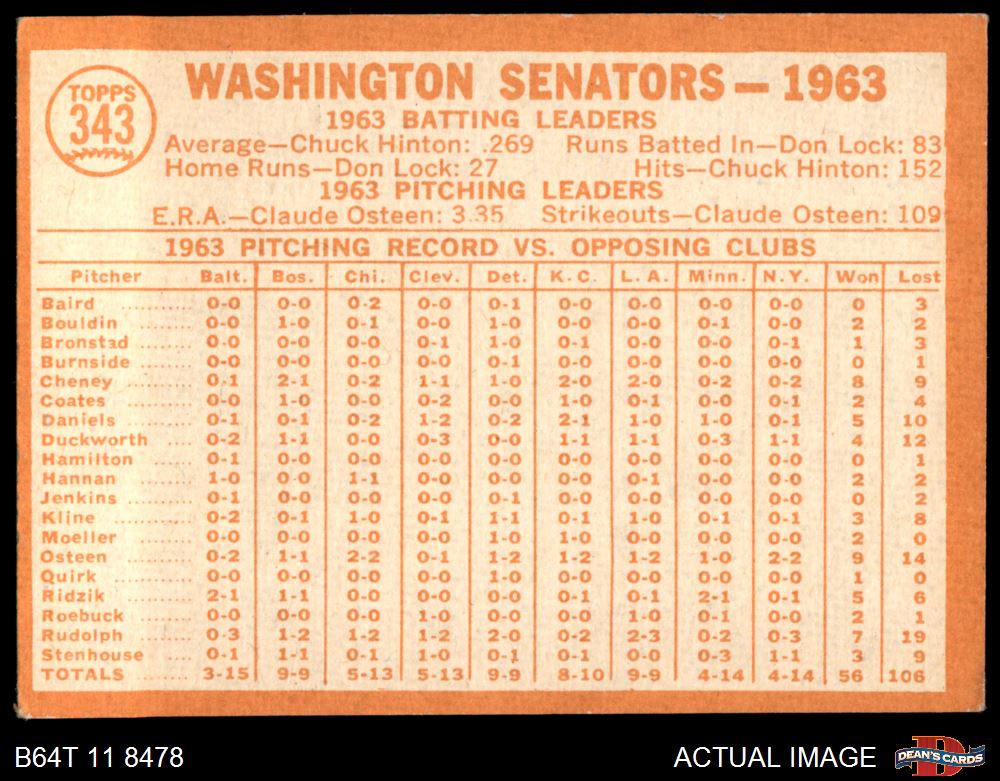 TOPPS
343
WASHINGTON SENATORS — 1963
1963 BATTING LEADERS
Average—Chuck Hinton: .269 Runs Batted In—Don Lock: 83
Home Runs—Don Lock: 27 Hits—Chuck Hinton: 152
1963 PITCHING LEADERS
E.R.A.—Claude Osteen: 3.35 Strikeouts—Claude Osteen: 109
1963 PITCHING RECORD VS. OPPOSING CLUBS
Pitcher Balt. Bos. Chi. Clev. Det. K.C. L.A. Minn. N.Y. Won Lost
Baird 0-0 0-0 0-2 0-0 0-1 0-0 0-0 0-0 0-0 0 3
Bouldin 0-0 1-0 0-1 0-0 1-0 0-0 0-0 0-1 0-0 2 2
Bronstad 0-0 0-0 0-0 0-1 1-0 0-1 0-0 0-0 0-1 1 3
Burnside 0-0 0-0 0-0 0-0 0-1 0-0 0-0 0-0 0-0 0 1
Cheney 0-1 2-1 0-2 1-1 1-0 2-0 2-0 0-2 0-2 8 9
Coates 0-0 1-0 0-0 0-2 0-0 1-0 0-1 0-0 0-1 2 4
Daniels 0-1 0-1 0-2 1-2 0-2 2-1 1-0 1-0 0-1 5 10
Duckworth 0-2 1-1 0-0 0-3 0-0 1-1 1-1 0-3 1-1 4 12
Hamilton 0-1 0-0 0-0 0-0 0-0 0-0 0-0 0-0 0-0 0 1
Hannan 1-0 0-0 1-1 0-0 0-0 0-0 0-1 0-0 0-0 2 2
Jenkins 0-1 0-0 0-0 0-0 0-1 0-0 0-0 0-0 0-0 0 2
Kline 0-2 0-1 1-0 0-1 1-1 0-1 1-0 0-1 0-1 3 8
Moeller 0-0 0-0 0-0 0-0 1-0 1-0 0-0 0-0 0-0 2 0
Osteen 0-2 1-1 2-2 0-1 1-2 1-2 1-2 1-0 2-2 9 14
Quirk 0-0 0-0 0-0 0-0 1-0 0-0 0-0 0-0 0-0 1 0
Ridzik 2-1 1-1 0-0 0-0 0-0 0-1 0-1 2-1 0-1 5 6
Roebuck 0-0 0-0 0-0 1-0 0-0 0-0 1-0 0-1 0-0 2 1
Rudolph 0-3 1-2 1-2 1-2 2-0 0-2 2-3 0-2 0-3 7 19
Stenhouse 0-1 1-1 0-1 1-0 0-1 0-1 0-0 0-3 1-1 3 9
TOTALS 3-15 9-9 5-13 5-13 9-9 8-10 9-9 4-14 4-14 56 106
B64T 11 8478 ACTUAL IMAGE
D
DEAN'S CARDS